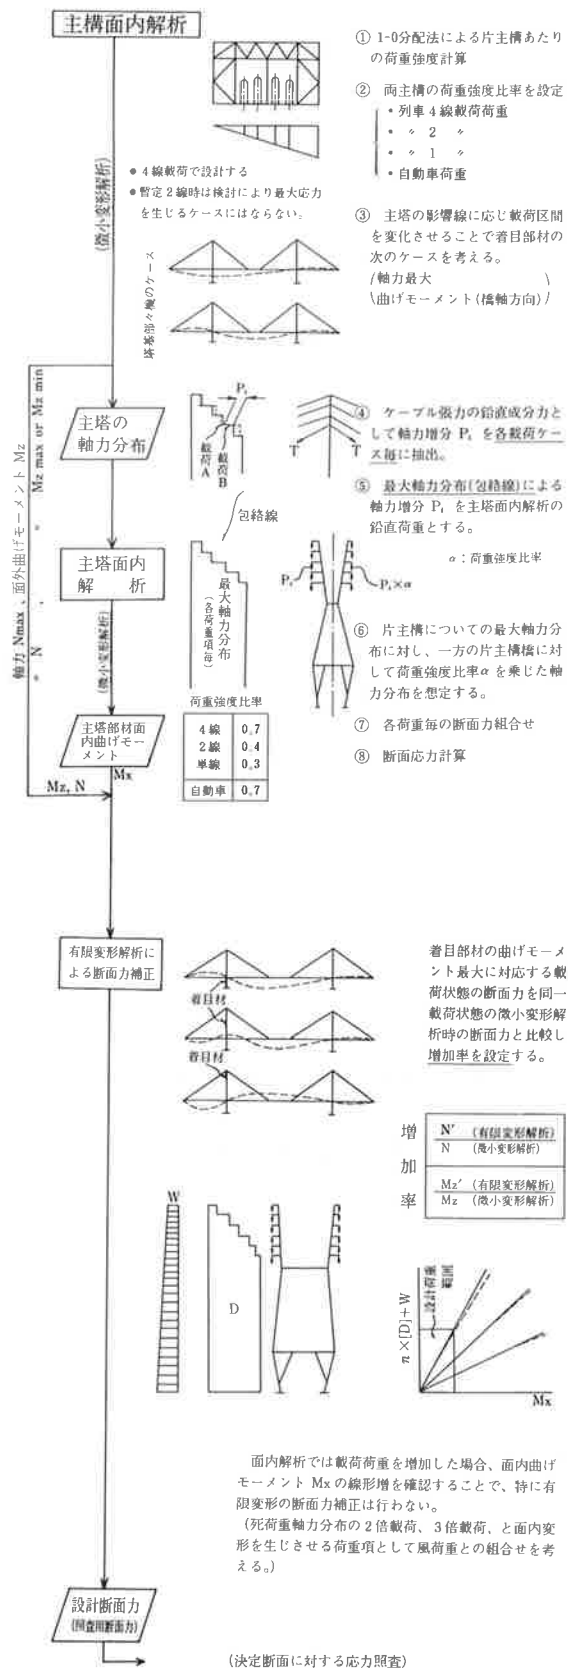 主構面内解析
① 1-0分配法による片主構あたり
の荷重強度計算
② 両主構の荷重強度比率を設定
・列車4線載荷荷重
・〃 2 〃
・〃 1 〃
・自動車荷重
● 4線載荷で設計する
● 暫定2線時は検討により最大応力
を生じるケースにはならない。
(微小変形解析)
③ 主塔の影響線に応じ載荷区間
を変化させることで着目部材の
次のケースを考える。
(軸力最大
曲げモーメント(橋軸方向))
軸力 Nmax、面外曲げモーメント Mz
〃 N 、 〃 Mz max or Mz min
主塔の
軸力分布
P₁
載荷A
載荷B
T
T
④ ケーブル張力の鉛直成分力と
して軸力増分 P₁ を各載荷ケー
ス毎に抽出。
⑤ 最大軸力分布(包絡線)による
軸力増分 P₁ を主塔面内解析の
鉛直荷重とする。
包絡線
主塔面内
解 析
最大軸力分布
(各荷重項毎)
α:荷重強度比率
P₁
P₁×α
(微小変形解析)
⑥ 片主構についての最大軸力分
布に対し、一方の片主構橋に対
して荷重強度比率αを乗じた軸
力分布を想定する。
⑦ 各荷重毎の断面力組合せ
⑧ 断面応力計算
荷重強度比率
4線 0.7
2線 0.4
単線 0.3
自動車 0.7
主塔部材面
内曲げモー
メント
Mx
Mz, N
有限変形解析に
よる断面力補正
着目材
着目材
着目部材の曲げモーメ
ント最大に対応する載
荷状態の断面力を同一
載荷状態の微小変形解
析時の断面力と比較し
増加率を設定する。
増加率
N' (有限変形解析)
N (微小変形解析)
Mz' (有限変形解析)
Mz (微小変形解析)
W
D
n×[D]+W
設計荷重
範囲
Mx
面内解析では載荷荷重を増加した場合、面内曲げ
モーメント Mx の線形増を確認することで、特に有
限変形の断面力補正は行わない。
(死荷重軸力分布の2倍載荷、3倍載荷、と面内変
形を生じさせる荷重項として風荷重との組合せを考
える。)
設計断面力
(照査用断面力)
(決定断面に対する応力照査)